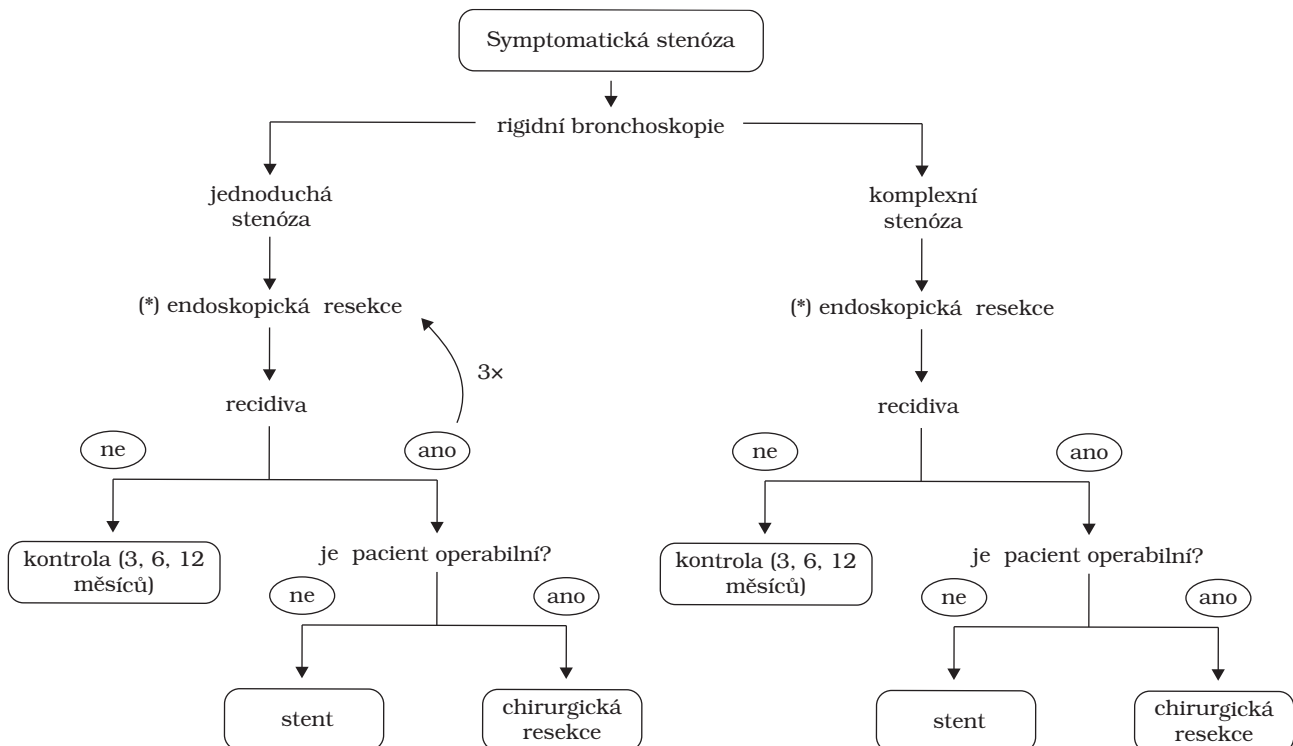 Symptomatická stenóza
rigidní bronchoskopie
jednoduchá
stenóza
komplexní
stenóza
(*) endoskopická resekce
(*) endoskopická resekce
3×
recidiva
recidiva
ne
ano
ne
ano
kontrola (3, 6, 12
měsíců)
je pacient operabilní?
kontrola (3, 6, 12
měsíců)
je pacient operabilní?
ne
ano
ne
ano
stent
chirurgická
resekce
stent
chirurgická
resekce